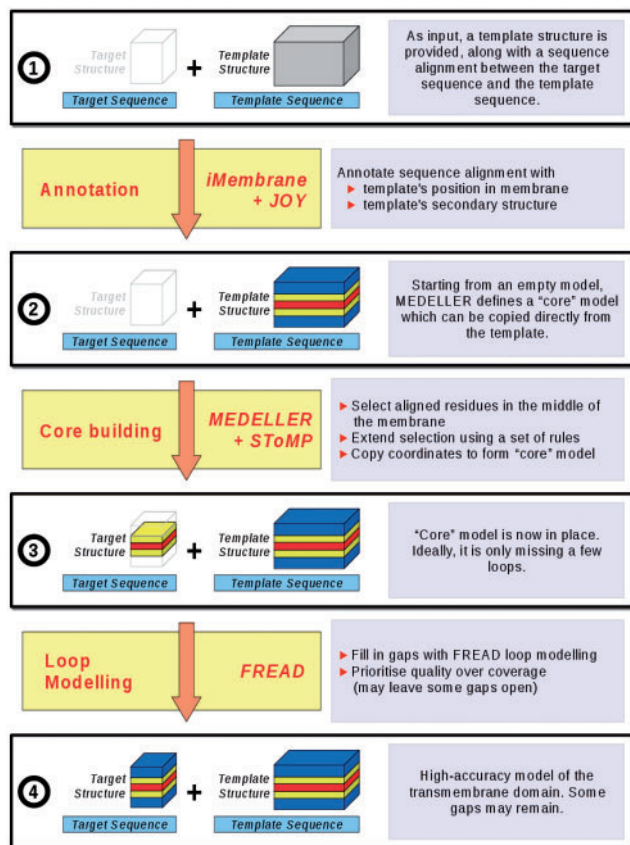 1
Target
Structure
+
Template
Structure
Target Sequence
Template Sequence
As input, a template structure is
provided, along with a sequence
alignment between the target
sequence and the template
sequence.
Annotation
iMembrane
+ JOY
Annotate sequence alignment with
template's position in membrane
template's secondary structure
2
Target
Structure
+
Template
Structure
Target Sequence
Template Sequence
Starting from an empty model,
MEDELLER defines a “core” model
which can be copied directly from
the template.
Core building
MEDELLER
+ SToMP
Select aligned residues in the middle of
the membrane
Extend selection using a set of rules
Copy coordinates to form “core” model
3
Target
Structure
+
Template
Structure
Target Sequence
Template Sequence
“Core” model is now in place.
Ideally, it is only missing a few
loops.
Loop
Modelling
FREAD
Fill in gaps with FREAD loop modelling
Prioritise quality over coverage
(may leave some gaps open)
4
Target
Structure
+
Template
Structure
Target Sequence
Template Sequence
High-accuracy model of the
transmembrane domain. Some
gaps may remain.